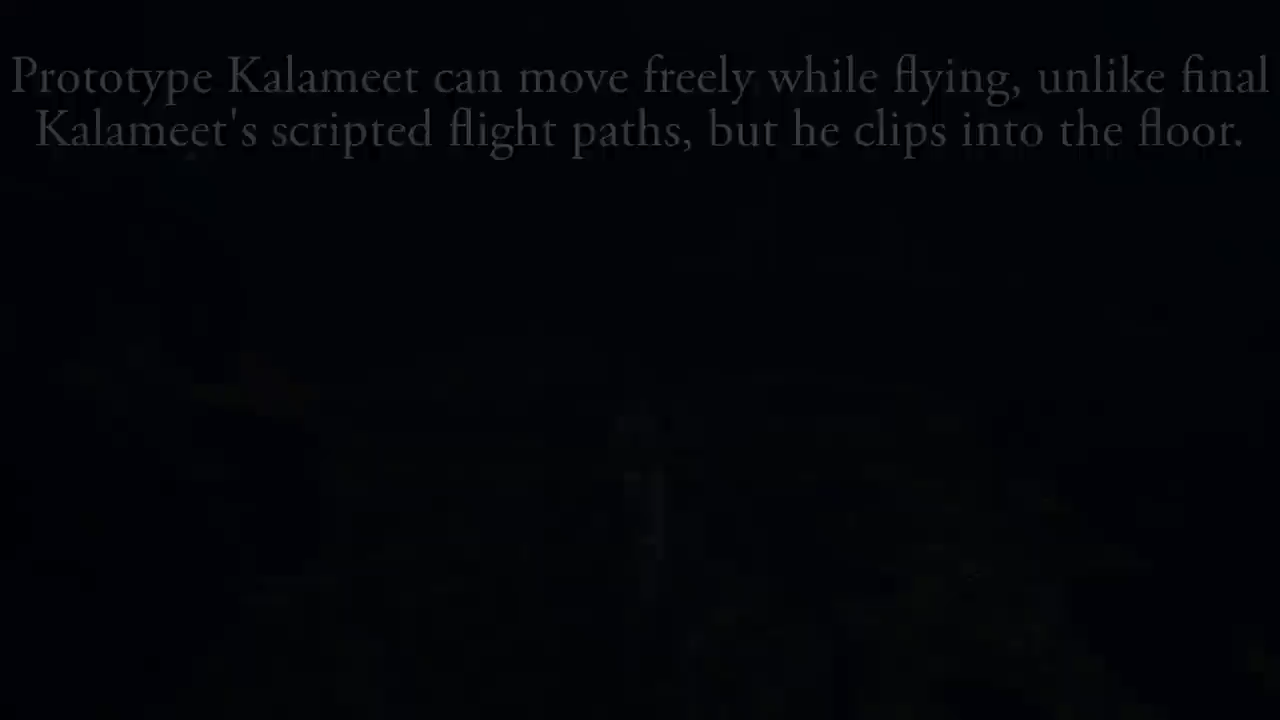 Prototype Kalameet can move freely while flying, unlike final
Kalameet's scripted flight paths, but he clips into the floor.